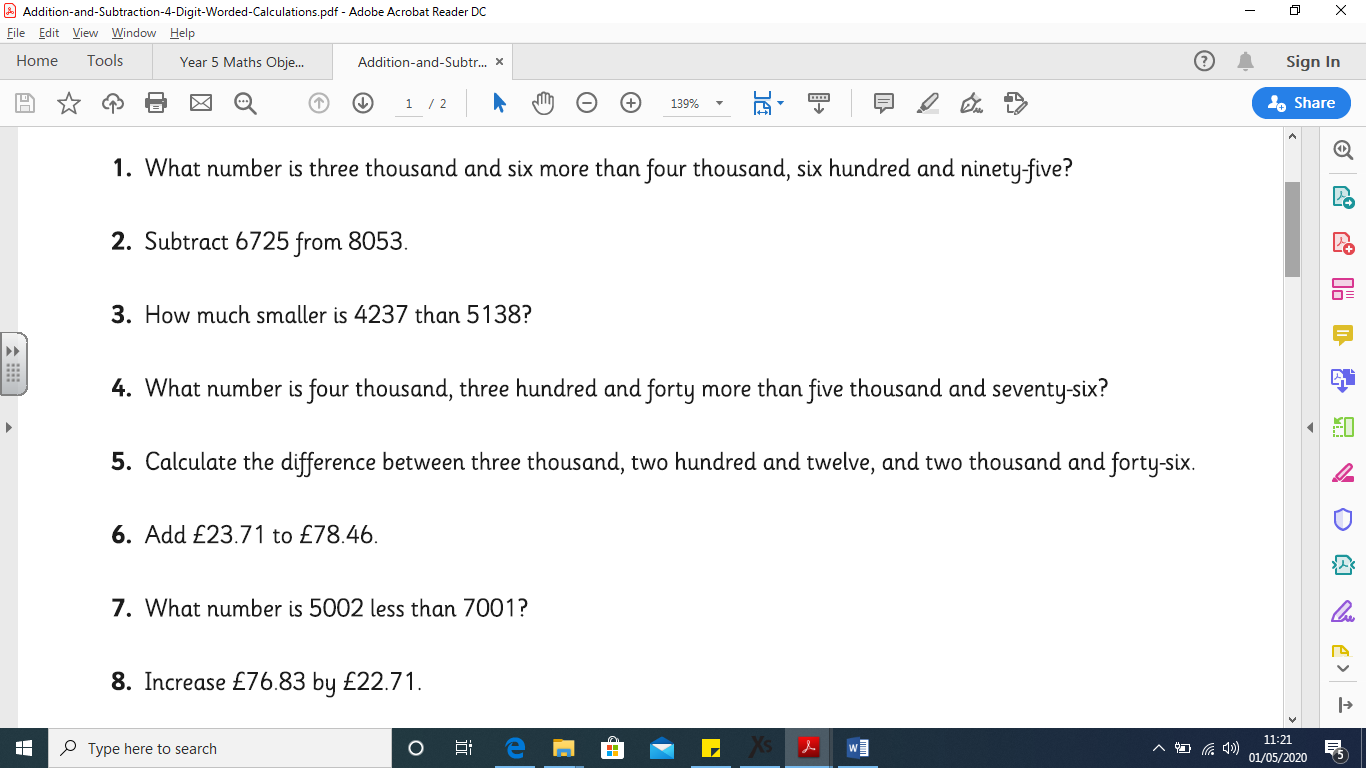 Addition-and-Subtraction-4-Digit-Worded-Calculations.pdf - Adobe Acrobat Reader DC
File Edit View Window Help
Home Tools Year 5 Maths Obje... Addition-and-Subtr... × Sign In
1 / 2 139% Share
1. What number is three thousand and six more than four thousand, six hundred and ninety-five?
2. Subtract 6725 from 8053.
3. How much smaller is 4237 than 5138?
4. What number is four thousand, three hundred and forty more than five thousand and seventy-six?
5. Calculate the difference between three thousand, two hundred and twelve, and two thousand and forty-six.
6. Add £23.71 to £78.46.
7. What number is 5002 less than 7001?
8. Increase £76.83 by £22.71.
Type here to search
11:21
01/05/2020
5